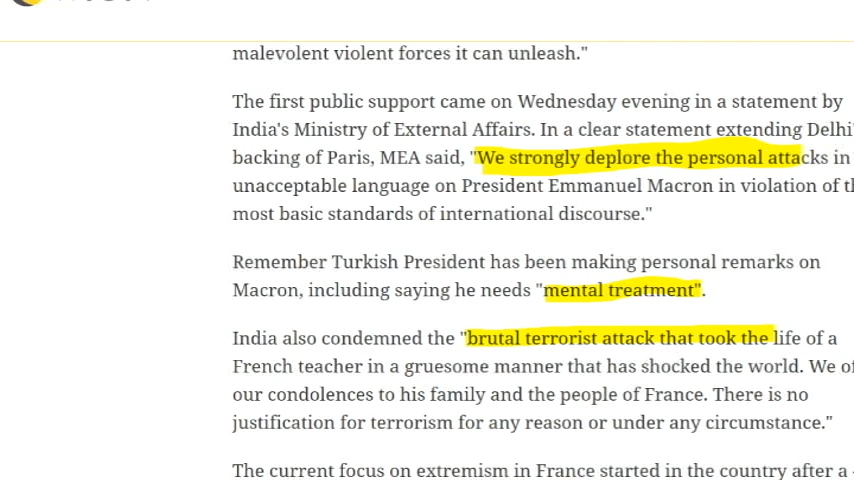 malevolent violent forces it can unleash."
The first public support came on Wednesday evening in a statement by
India's Ministry of External Affairs. In a clear statement extending Delhi'
backing of Paris, MEA said, "We strongly deplore the personal attacks in
unacceptable language on President Emmanuel Macron in violation of th
most basic standards of international discourse."
Remember Turkish President has been making personal remarks on
Macron, including saying he needs "mental treatment".
India also condemned the "brutal terrorist attack that took the life of a
French teacher in a gruesome manner that has shocked the world. We of
our condolences to his family and the people of France. There is no
justification for terrorism for any reason or under any circumstance."
The current focus on extremism in France started in the country after a